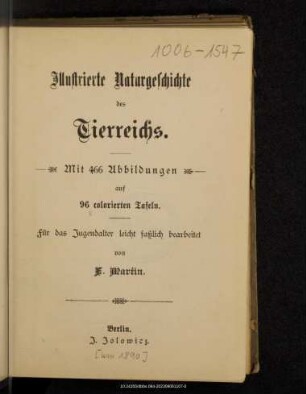 1006-1547
Illustrierte Naturgeschichte
des
Tierreichs.
Mit 466 Abbildungen
auf
96 colorierten Tafeln.
Für das Jugendalter leicht faßlich bearbeitet
von
Martin.
Berlin.
J. Jolowicz.
[um 1890]